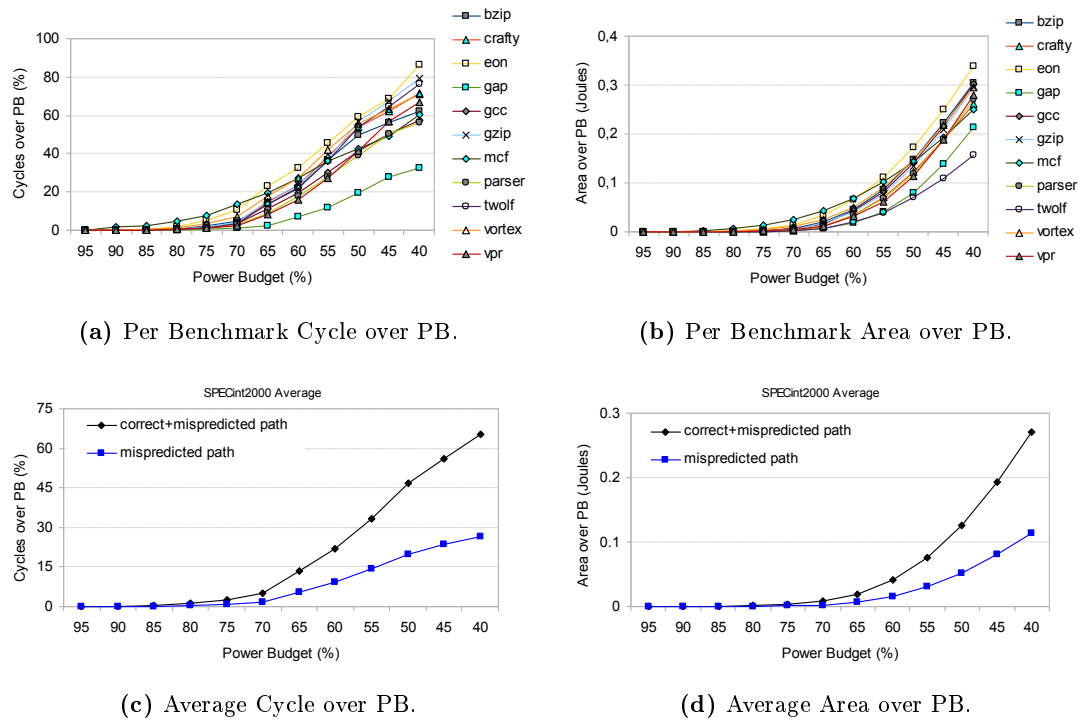 100
80
60
40
20
0
Cycles over PB (%)
95 90 85 80 75 70 65 60 55 50 45 40
Power Budget (%)
bzip
crafty
eon
gap
gcc
gzip
mcf
parser
twolf
vortex
vpr
(a) Per Benchmark Cycle over PB.
0,4
0,3
0,2
0,1
0
Area over PB (Joules)
95 90 85 80 75 70 65 60 55 50 45 40
Power Budget (%)
bzip
crafty
eon
gap
gcc
gzip
mcf
parser
twolf
vortex
vpr
(b) Per Benchmark Area over PB.
SPECint2000 Average
75
60
45
30
15
0
Cycles over PB (%)
correct+mispredicted path
mispredicted path
95 90 85 80 75 70 65 60 55 50 45 40
Power Budget (%)
(c) Average Cycle over PB.
SPECint2000 Average
0.3
0.2
0.1
0
Area over PB (Joules)
correct+mispredicted path
mispredicted path
95 90 85 80 75 70 65 60 55 50 45 40
Power Budget (%)
(d) Average Area over PB.